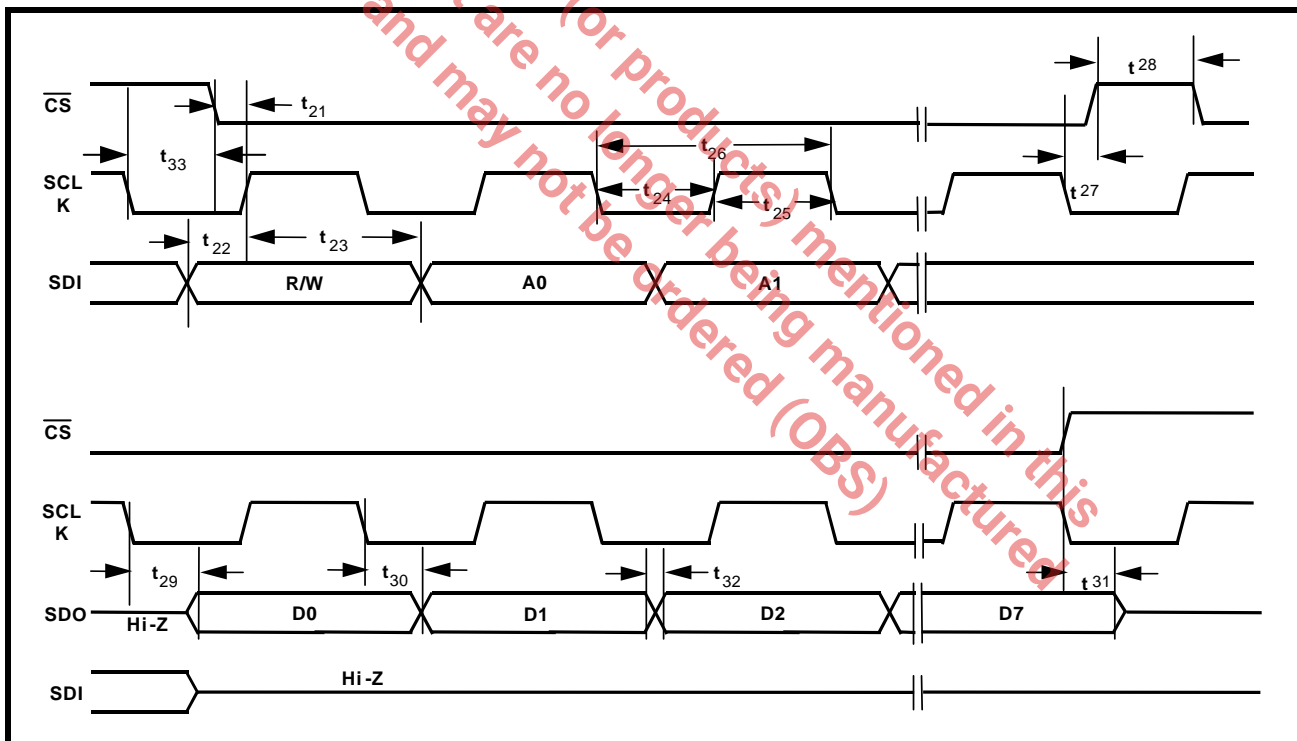 (or products) mentioned in this
t are no longer being manufactured
and may not be ordered (OBS)
CS
t21
t28
t33
SCL
K
t26
t24
t25
t27
t22
t23
SDI
R/W
A0
A1
CS
SCL
K
t29
t30
t32
t31
SDO
Hi-Z
D0
D1
D2
D7
SDI
Hi-Z